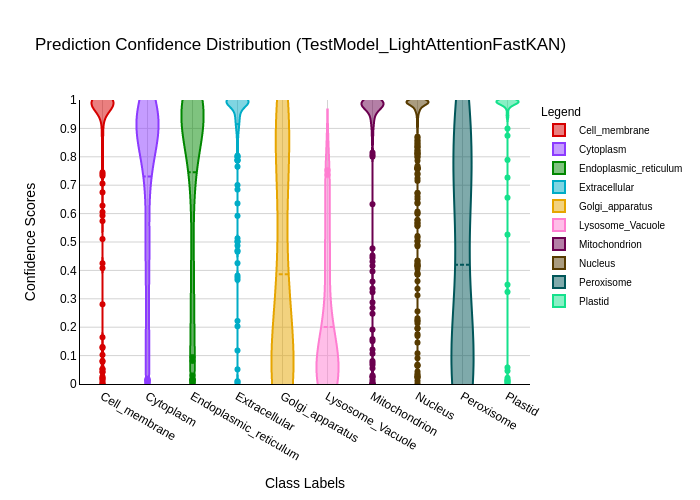 Prediction Confidence Distribution (TestModel_LightAttentionFastKAN)
Legend
Cell_membrane
Cytoplasm
Endoplasmic_reticulum
Extracellular
Golgi_apparatus
Lysosome_Vacuole
Mitochondrion
Nucleus
Peroxisome
Plastid
Confidence Scores
1
0.9
0.8
0.7
0.6
0.5
0.4
0.3
0.2
0.1
0
Cell_membrane
Cytoplasm
Endoplasmic_reticulum
Extracellular
Golgi_apparatus
Lysosome_Vacuole
Mitochondrion
Nucleus
Peroxisome
Plastid
Class Labels